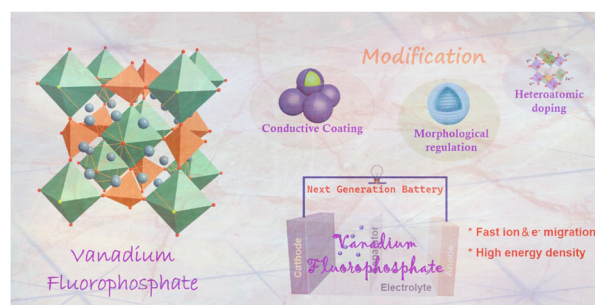 Modification
Conductive Coating
Morphological
regulation
Heteroatomic
doping
Vanadium
Fluorophosphate
Next Generation Battery
Cathode
Vanadium
Fluorophosphate
Separator
Anode
Electrolyte
* Fast ion & e- migration
* High energy density